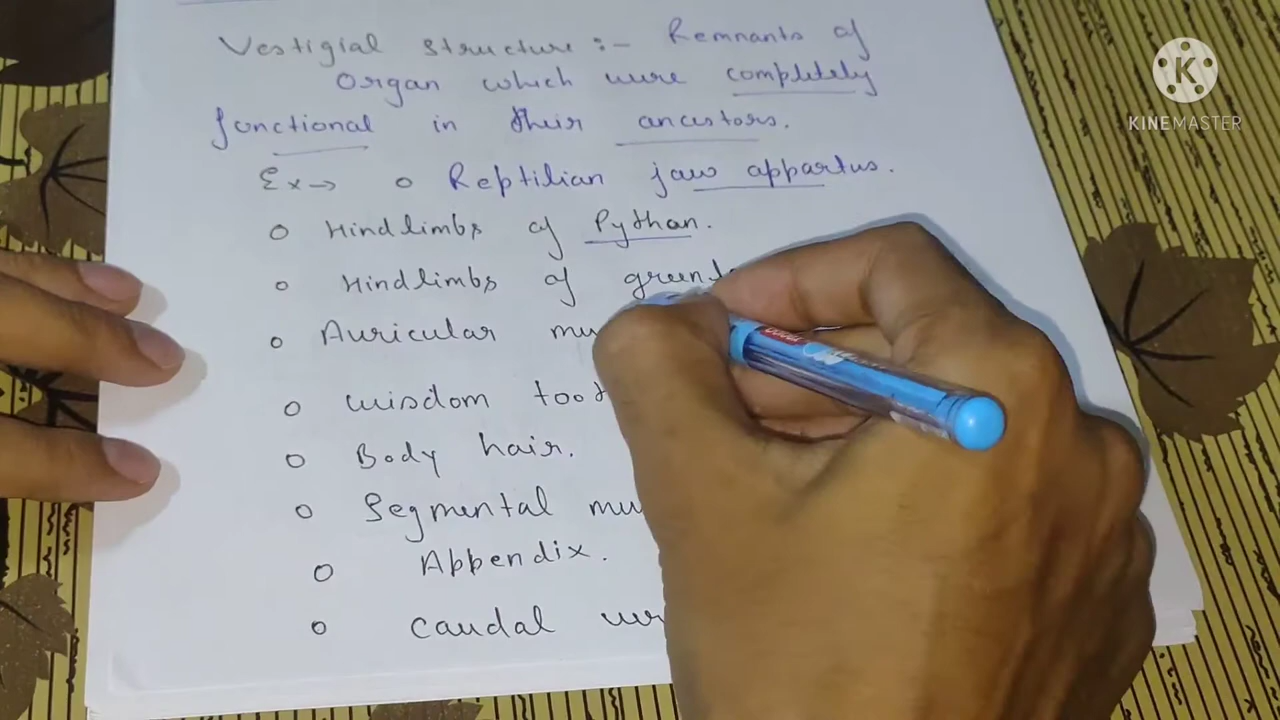 Vestigial structure :- Remnants of
Organ which were completely
functional in their ancestors.
Ex→ o Reptilian jaw appartus.
o Hindlimbs of Python.
o Hindlimbs of
o Auricular
o wisdom
o Body hair.
o Segmental
o Appendix.
o caudal
KINEMASTER